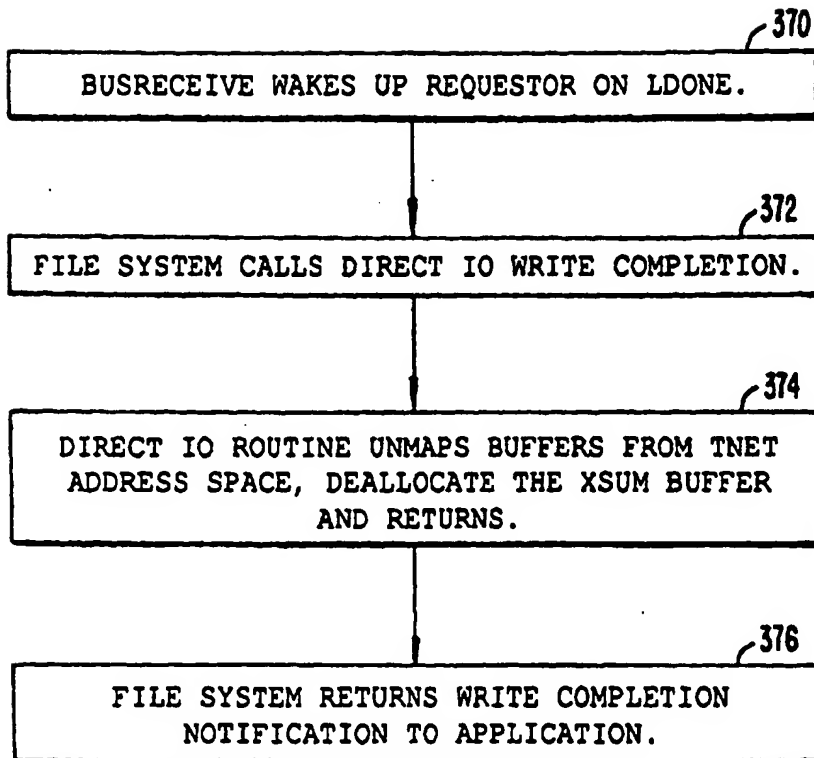 370
BUSRECEIVE WAKES UP REQUESTOR ON LDONE.
372
FILE SYSTEM CALLS DIRECT IO WRITE COMPLETION.
374
DIRECT IO ROUTINE UNMAPS BUFFERS FROM TNET
ADDRESS SPACE, DEALLOCATE THE XSUM BUFFER
AND RETURNS.
376
FILE SYSTEM RETURNS WRITE COMPLETION
NOTIFICATION TO APPLICATION.